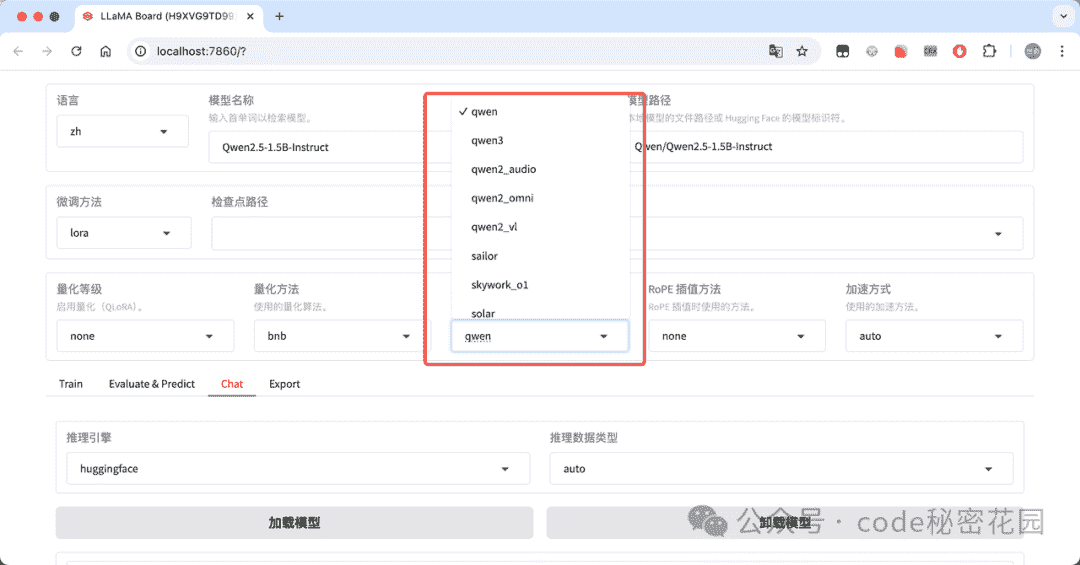 LLaMA Board (H9XVG9TD99
localhost:7860/?
语言
模型名称
模型路径
输入首单词以检索模型。
本地模型的文件路径或 Hugging Face 的模型标识符。
zh
Qwen2.5-1.5B-Instruct
Qwen/Qwen2.5-1.5B-Instruct
qwen
qwen3
qwen2_audio
qwen2_omni
qwen2_vl
sailor
skywork_o1
solar
微调方法
检查点路径
lora
量化等级
量化方法
RoPE 插值方法
加速方式
启用量化（QLoRA）。
使用的量化算法。
RoPE 插值时使用的方法。
使用的加速方法。
none
bnb
qwen
none
auto
Train
Evaluate & Predict
Chat
Export
推理引擎
推理数据类型
huggingface
auto
加载模型
卸载模型
公众号 · code秘密花园